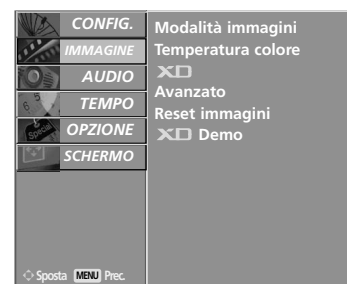 CONFIG.
IMMAGINE
AUDIO
TEMPO
OPZIONE
SCHERMO
Modalità immagini
Temperatura colore
XD
Avanzato
Reset immagini
XD Demo
Special
Sposta MENU Prec.